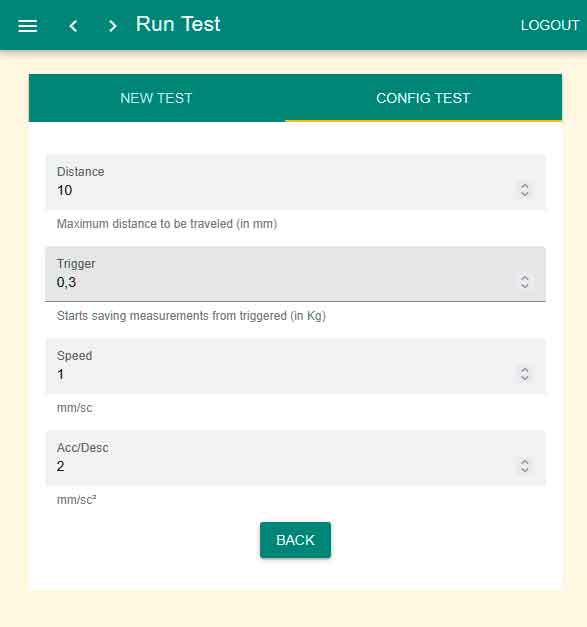 Run Test
LOGOUT
NEW TEST
CONFIG TEST
Distance
10
Maximum distance to be traveled (in mm)
Trigger
0,3
Starts saving measurements from triggered (in Kg)
Speed
1
mm/sc
Acc/Desc
2
mm/sc²
BACK